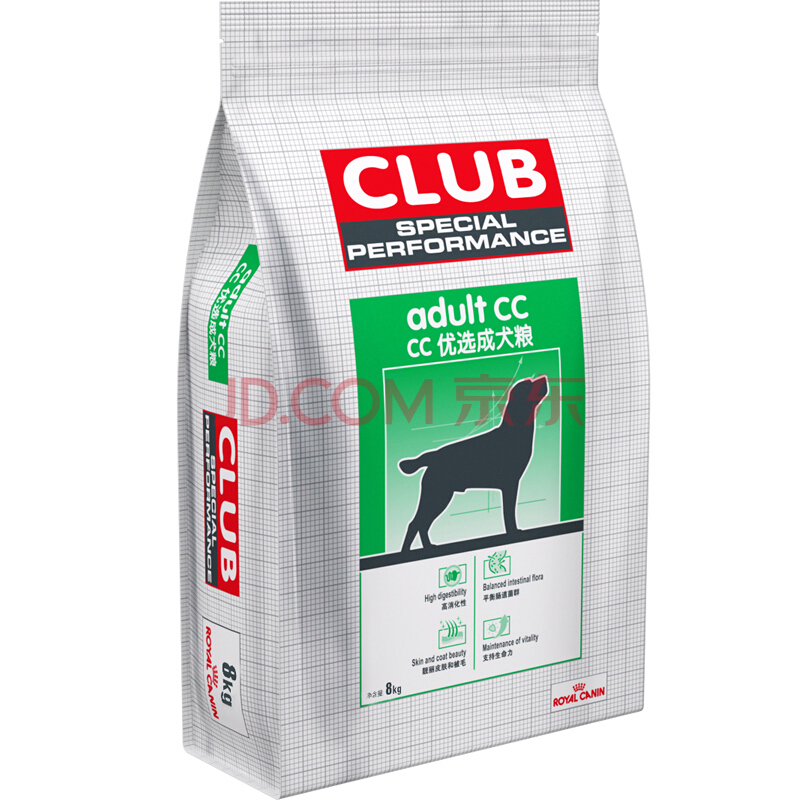 CLUB
SPECIAL
PERFORMANCE
adult CC
CC 优选成犬粮
JD.COM 京东
High digestibility
高消化性
Balanced intestinal flora
平衡肠道菌群
Skin and coat beauty
靓丽皮肤和被毛
Maintenance of vitality
支持生命力
净含量 8kg
ROYAL CANIN
adult CC
CC 优选成犬粮
CLUB
SPECIAL
PERFORMANCE
8kg
ROYAL CANIN